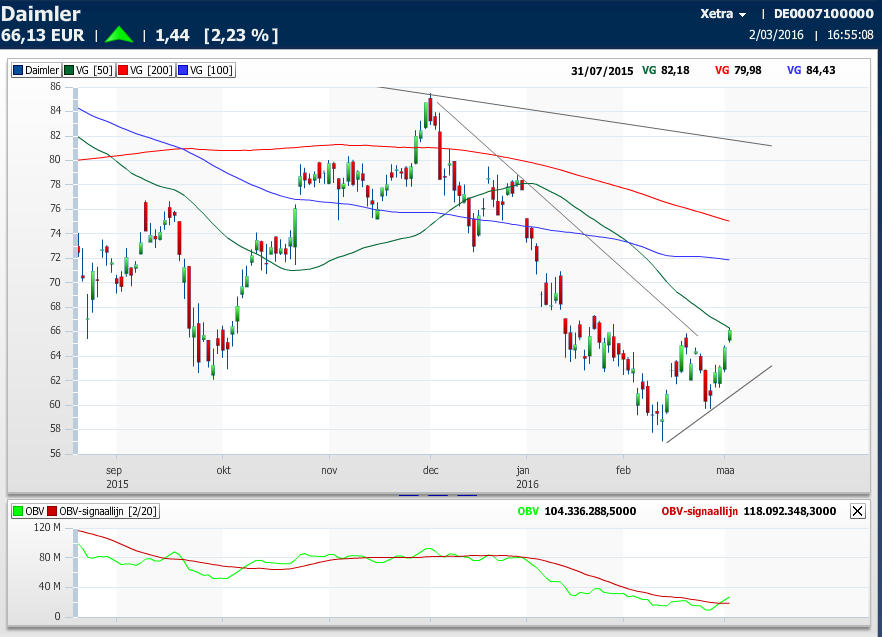 Daimler
Xetra | DE0007100000
66,13 EUR | | 1,44 [2,23 %]
2/03/2016 | 16:55:08
Daimler VG [50] VG [200] VG [100]
31/07/2015 VG 82,18 VG 79,98 VG 84,43
86
84
82
80
78
76
74
72
70
68
66
64
62
60
58
56
sep okt nov dec jan feb maa
2015 2016
OBV OBV-signaallijn [2/20]
OBV 104.336.288,5000 OBV-signaallijn 118.092.348,3000
120 M
80 M
40 M
0